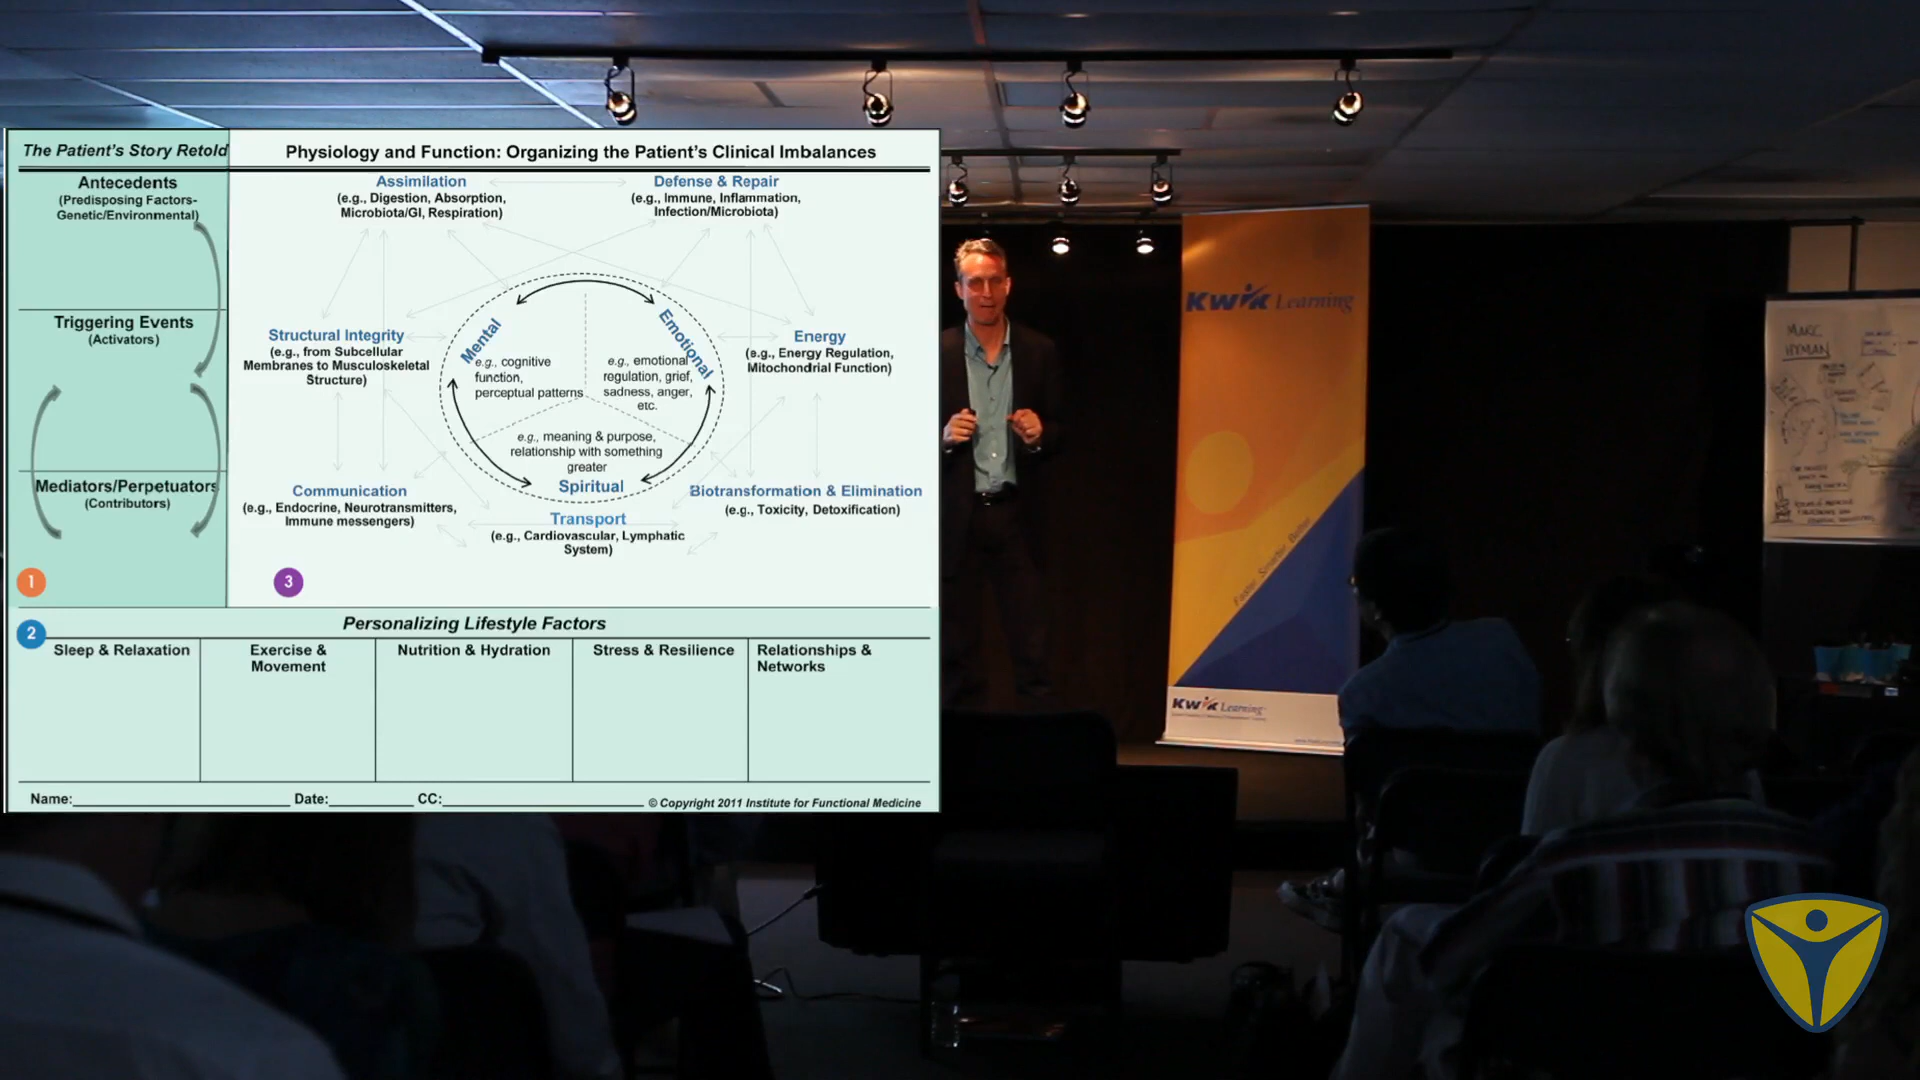 The Patient's Story Retold
Physiology and Function: Organizing the Patient's Clinical Imbalances
Antecedents
(Predisposing Factors-
Genetic/Environmental)
Triggering Events
(Activators)
Mediators/Perpetuators
(Contributors)
1
Assimilation
(e.g., Digestion, Absorption,
Microbiota/GI, Respiration)
Defense & Repair
(e.g., Immune, Inflammation,
Infection/Microbiota)
Structural Integrity
(e.g., from Subcellular
Membranes to Musculoskeletal
Structure)
Mental
e.g., cognitive
function,
perceptual patterns
Emotional
e.g., emotional
regulation, grief,
sadness, anger,
etc.
Energy
(e.g., Energy Regulation,
Mitochondrial Function)
e.g., meaning & purpose,
relationship with something
greater
Spiritual
Communication
(e.g., Endocrine, Neurotransmitters,
Immune messengers)
Transport
(e.g., Cardiovascular, Lymphatic
System)
Biotransformation & Elimination
(e.g., Toxicity, Detoxification)
3
2
Personalizing Lifestyle Factors
Sleep & Relaxation
Exercise &
Movement
Nutrition & Hydration
Stress & Resilience
Relationships &
Networks
Name:
Date:
CC:
© Copyright 2011 Institute for Functional Medicine
KWIK Learning
Faster. Smarter. Better
KWIK Learning
MARC
HYMAN